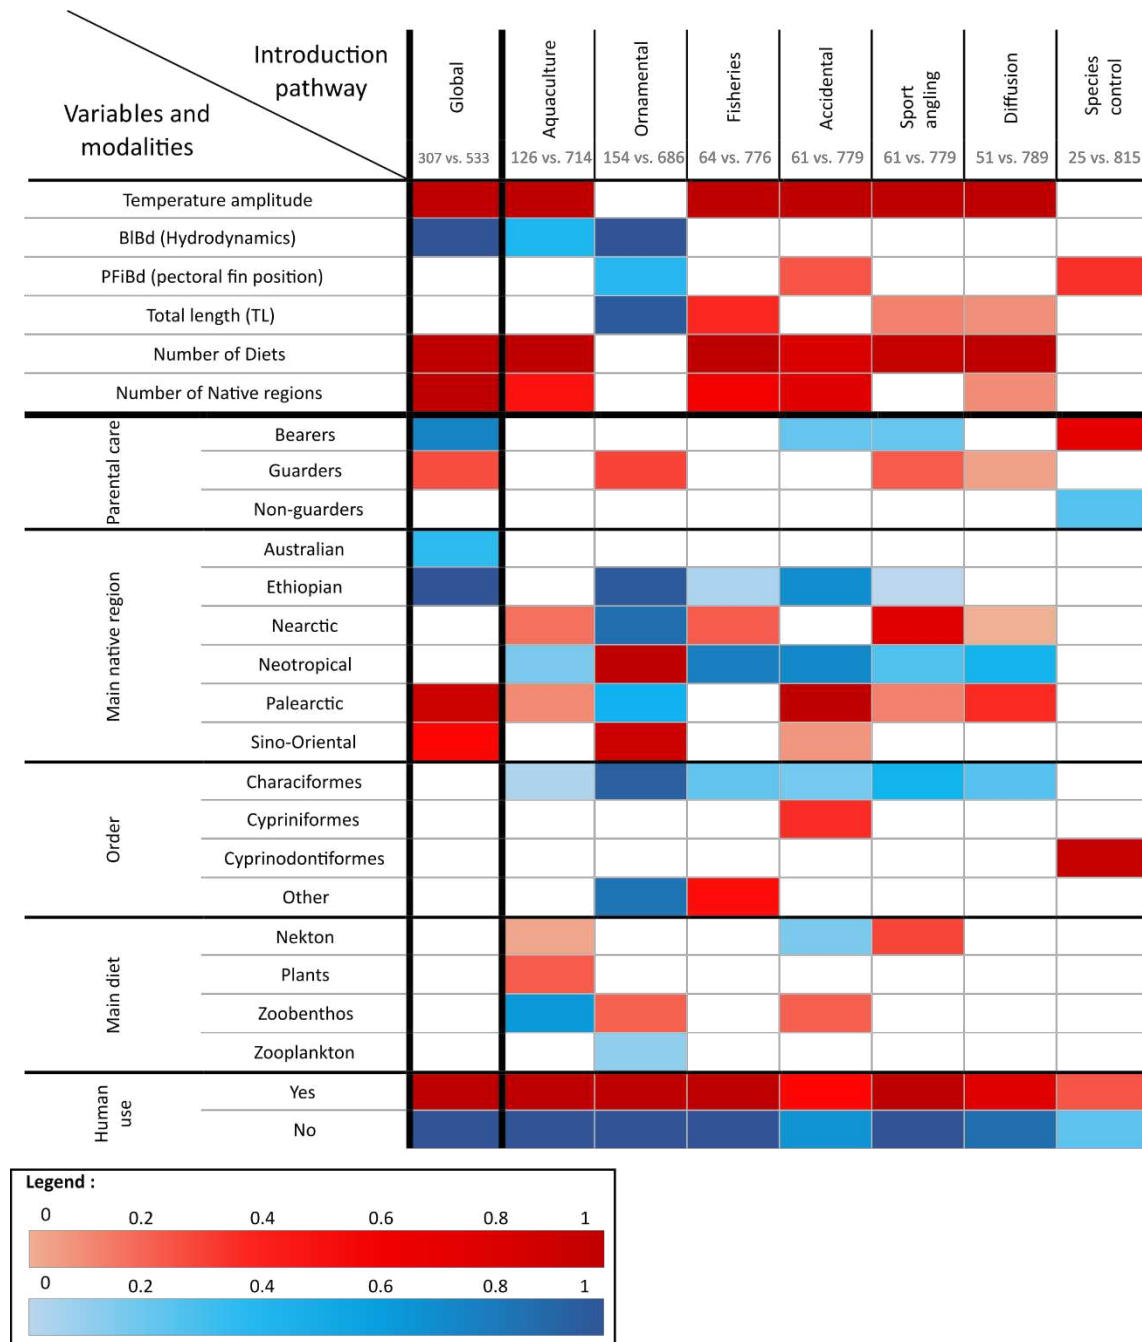 Introduction
pathway
Variables and
modalities
Global
Aquaculture
Ornamental
Fisheries
Accidental
Sport
angling
Diffusion
Species
control
307 vs. 533
126 vs. 714
154 vs. 686
64 vs. 776
61 vs. 779
61 vs. 779
51 vs. 789
25 vs. 815
Temperature amplitude
BlBd (Hydrodynamics)
PFiBd (pectoral fin position)
Total length (TL)
Number of Diets
Number of Native regions
Parental care
Bearers
Guarders
Non-guarders
Main native region
Australian
Ethiopian
Nearctic
Neotropical
Palearctic
Sino-Oriental
Order
Characiformes
Cypriniformes
Cyprinodontiformes
Other
Main diet
Nekton
Plants
Zoobenthos
Zooplankton
Human
use
Yes
No
Legend :
0 0.2 0.4 0.6 0.8 1
0 0.2 0.4 0.6 0.8 1